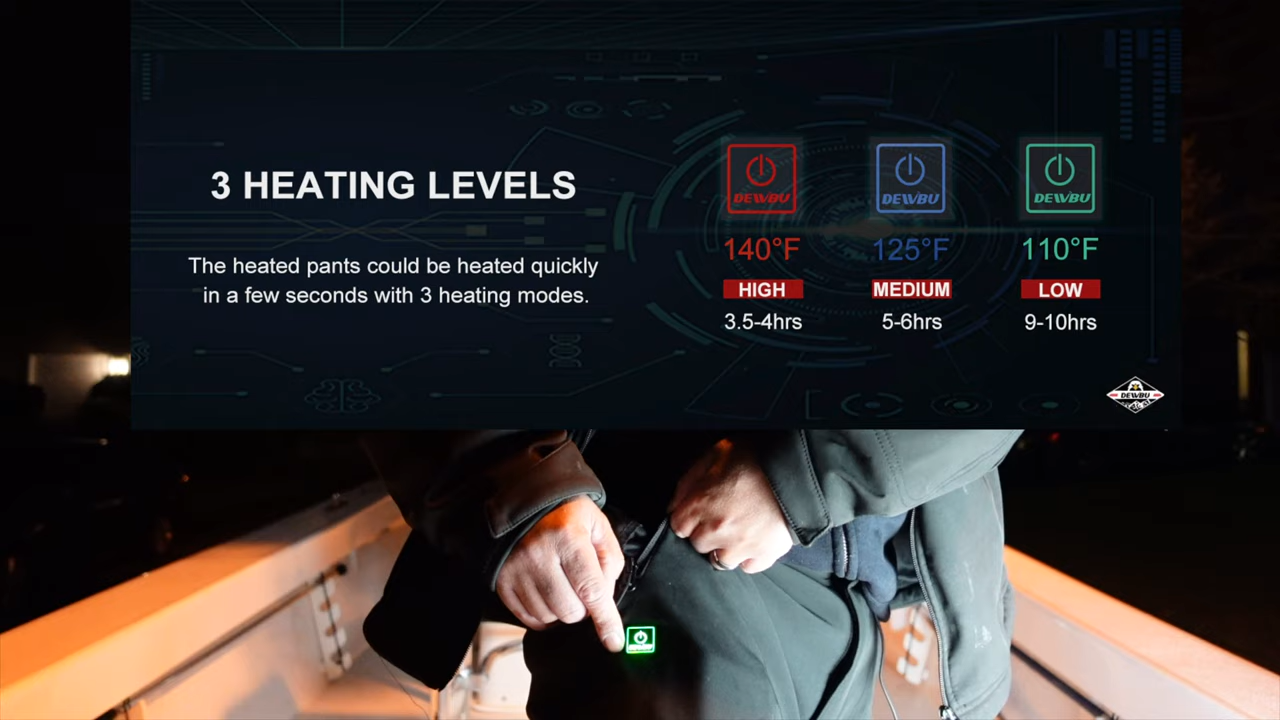 3 HEATING LEVELS
The heated pants could be heated quickly
in a few seconds with 3 heating modes.
DEWBU DEWBU DEWBU
140°F 125°F 110°F
HIGH MEDIUM LOW
3.5-4hrs 5-6hrs 9-10hrs
DEWBU
DEWBU